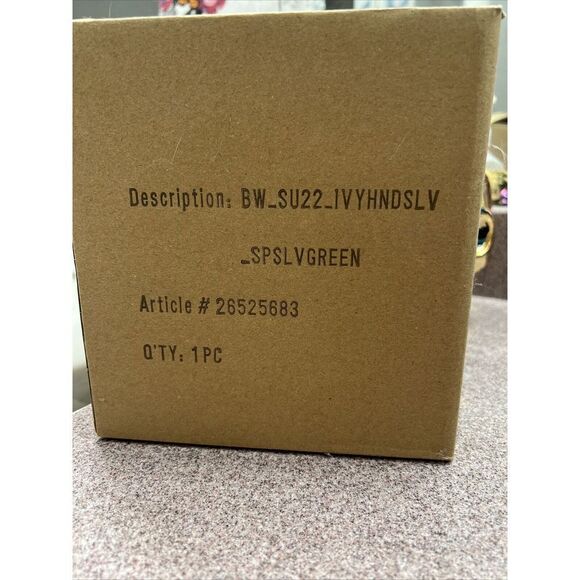 Description: BW_SU22_IVYHNDSLV
_SPSLVGREEN
Article # 26525683
Q'TY: 1PC